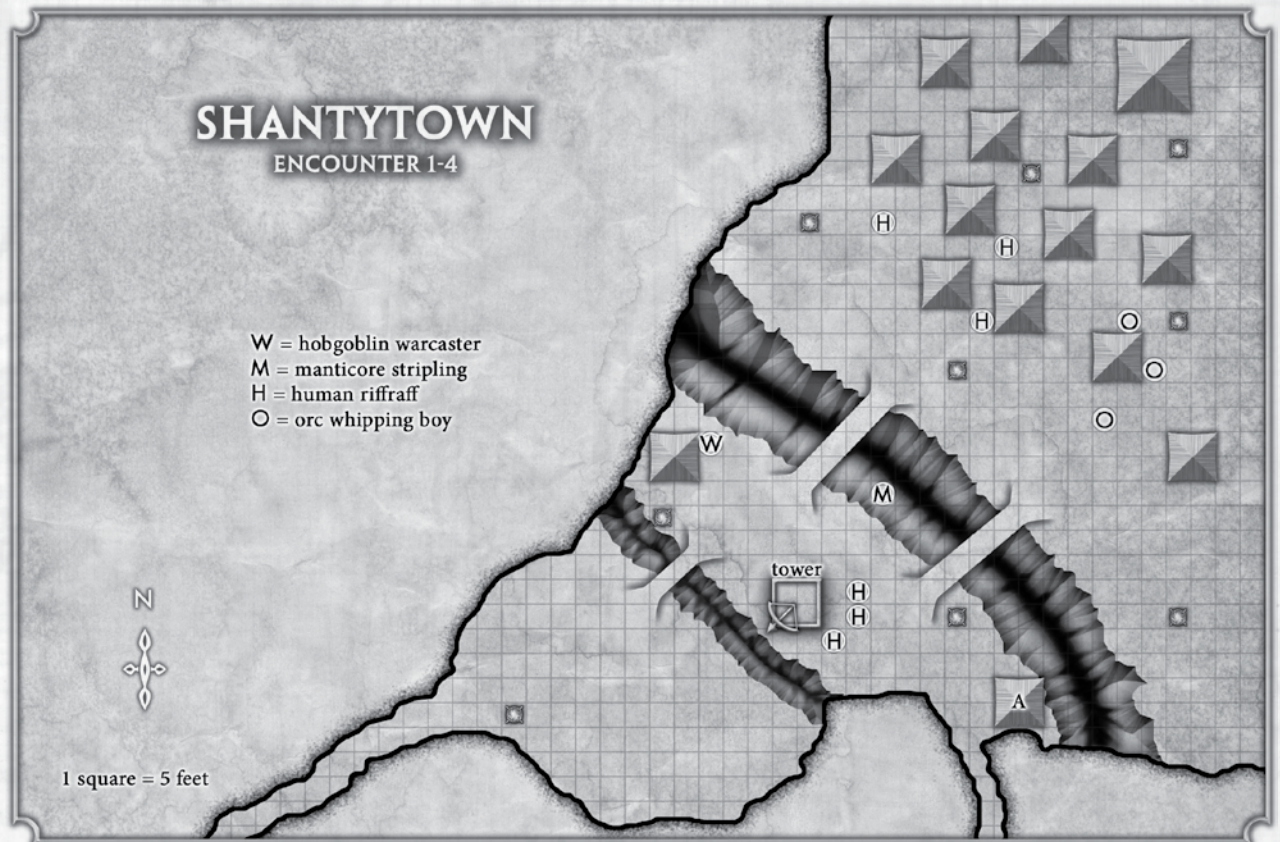 SHANTYTOWN
ENCOUNTER 1-4
H
H
W = hobgoblin warcaster
M = manticore stripling
H = human riffraff
O = orc whipping boy
H
O
O
O
W
M
tower
H
H
H
N
A
1 square = 5 feet